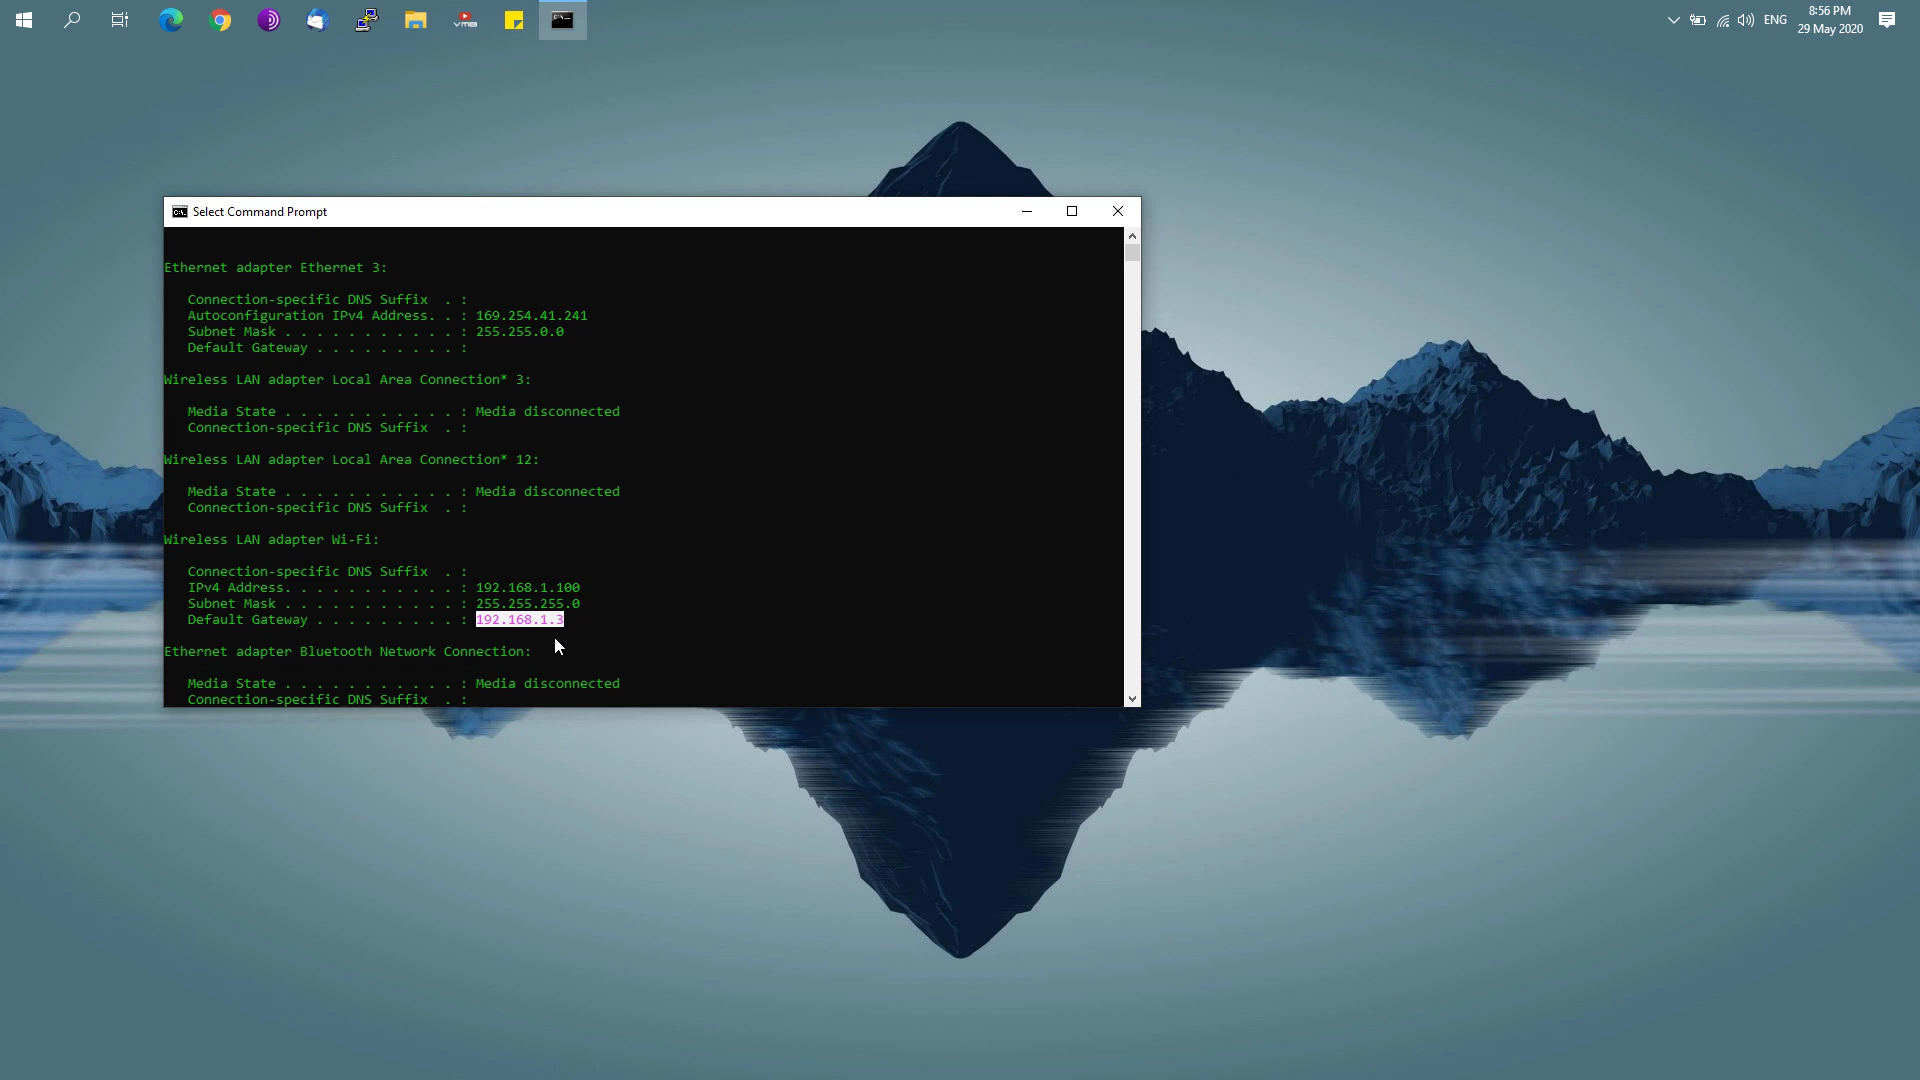 ENG
8:56 PM
29 May 2020
Select Command Prompt
Ethernet adapter Ethernet 3:
Connection-specific DNS Suffix  . :
Autoconfiguration IPv4 Address. . : 169.254.41.241
Subnet Mask . . . . . . . . . . . : 255.255.0.0
Default Gateway . . . . . . . . . :
Wireless LAN adapter Local Area Connection* 3:
Media State . . . . . . . . . . . : Media disconnected
Connection-specific DNS Suffix  . :
Wireless LAN adapter Local Area Connection* 12:
Media State . . . . . . . . . . . : Media disconnected
Connection-specific DNS Suffix  . :
Wireless LAN adapter Wi-Fi:
Connection-specific DNS Suffix  . :
IPv4 Address. . . . . . . . . . . : 192.168.1.100
Subnet Mask . . . . . . . . . . . : 255.255.255.0
Default Gateway . . . . . . . . . : 192.168.1.3
Ethernet adapter Bluetooth Network Connection:
Media State . . . . . . . . . . . : Media disconnected
Connection-specific DNS Suffix  . :